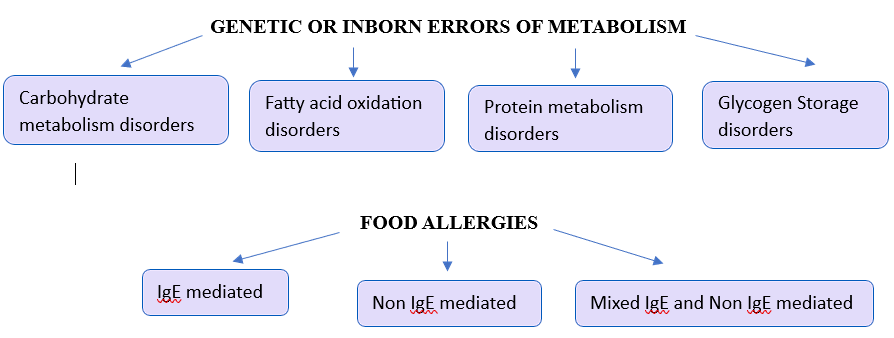 GENETIC OR INBORN ERRORS OF METABOLISM
Carbohydrate
metabolism disorders
Fatty acid oxidation
disorders
Protein metabolism
disorders
Glycogen Storage
disorders
FOOD ALLERGIES
IgE mediated
Non IgE mediated
Mixed IgE and Non IgE mediated